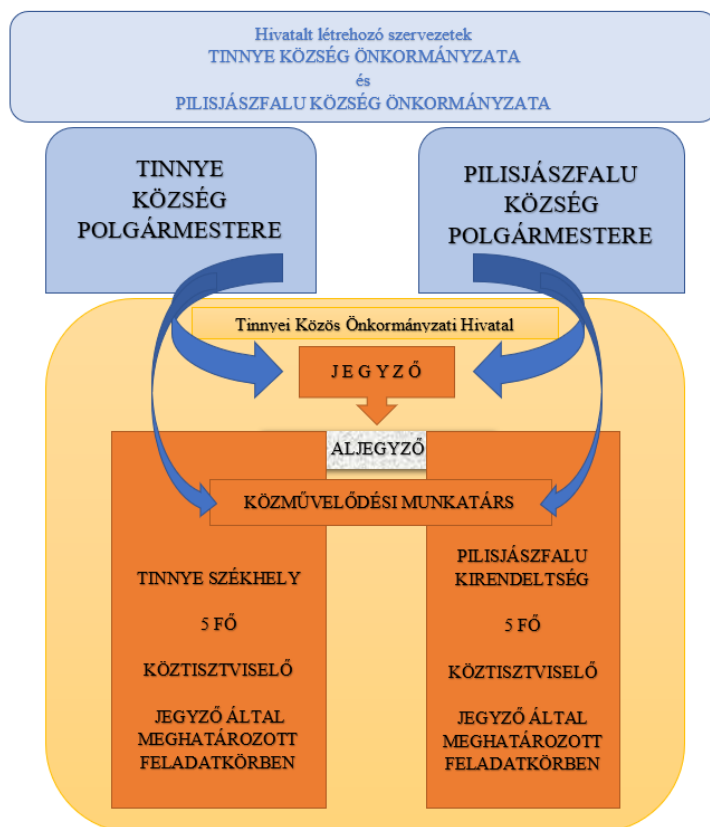 Hivatalt létrehozó szervezetek
TINNYE KÖZSÉG ÖNKORMÁNYZATA
és
PILISJÁSZFALU KÖZSÉG ÖNKORMÁNYZATA
TINNYE
KÖZSÉG
POLGÁRMESTERE
PILISJÁSZFALU
KÖZSÉG
POLGÁRMESTERE
Tinnyei Közös Önkormányzati Hivatal
J E G Y Z Ő
ALJEGYZŐ
KÖZMŰVELŐDÉSI MUNKATÁRS
TINNYE SZÉKHELY
5 FŐ
KÖZTISZTVISELŐ
JEGYZŐ ÁLTAL
MEGHATÁROZOTT
FELADATKÖRBEN
PILISJÁSZFALU
KIRENDELTSÉG
5 FŐ
KÖZTISZTVISELŐ
JEGYZŐ ÁLTAL
MEGHATÁROZOTT
FELADATKÖRBEN